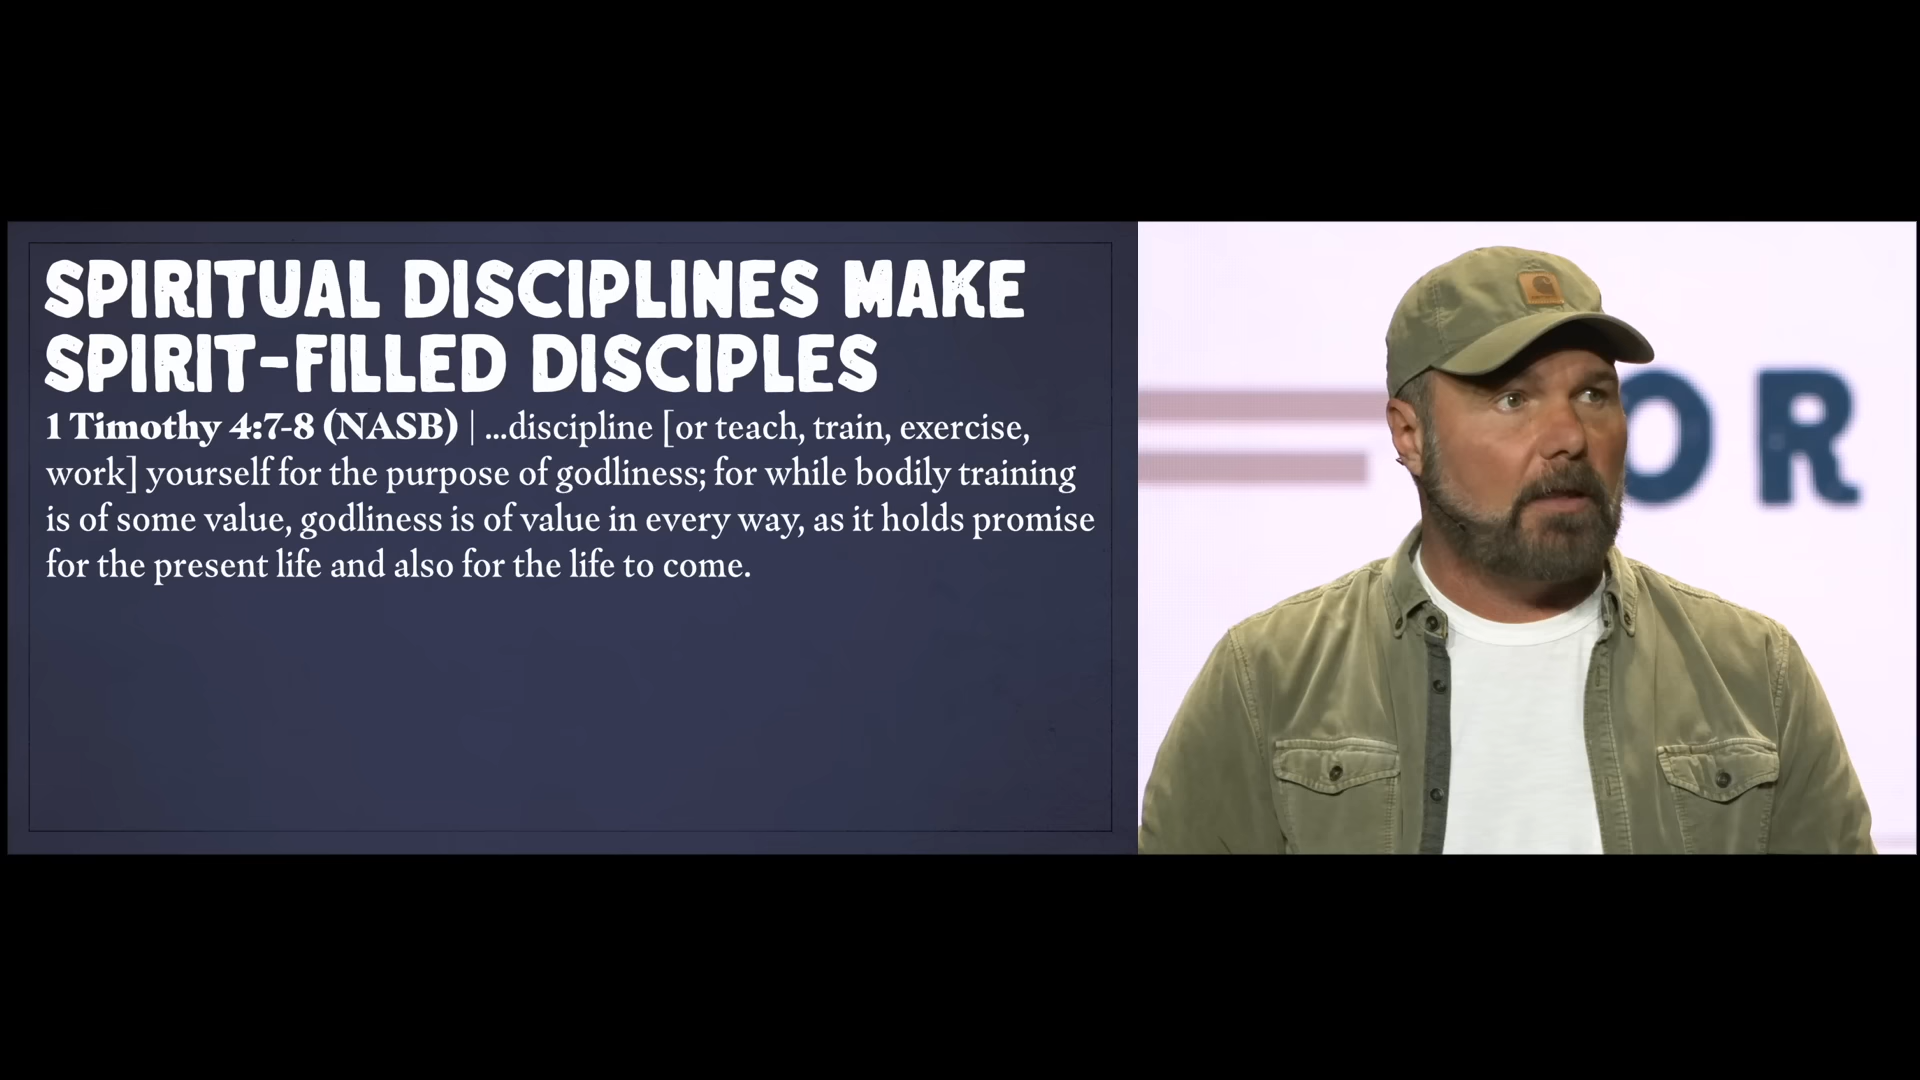 SPIRITUAL DISCIPLINES MAKE
SPIRIT-FILLED DISCIPLES
1 Timothy 4:7-8 (NASB) | ...discipline [or teach, train, exercise,
work] yourself for the purpose of godliness; for while bodily training
is of some value, godliness is of value in every way, as it holds promise
for the present life and also for the life to come.
OR